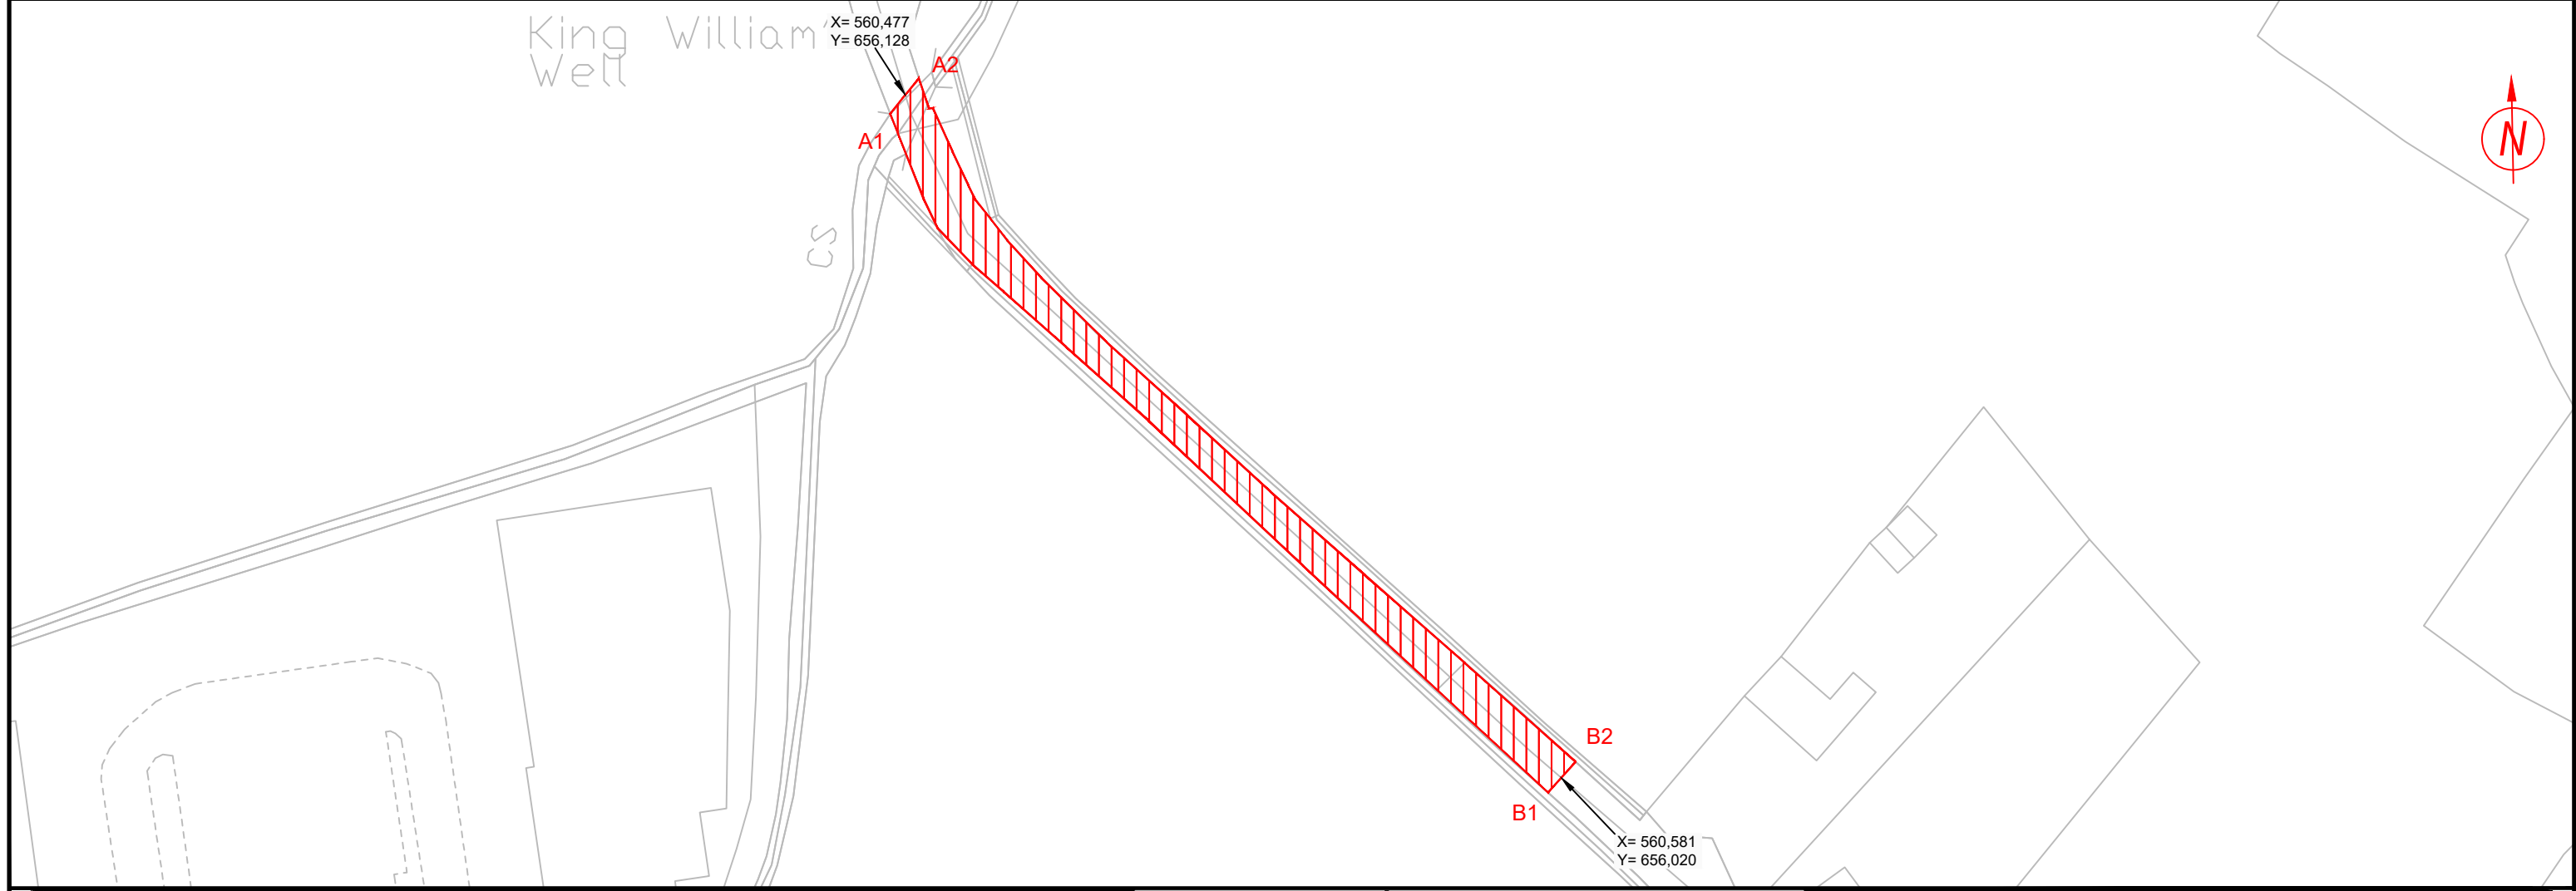 King William'
Well
X= 560,477
Y= 656,128
A2
A1
N
CS
B2
B1
X= 560,581
Y= 656,020